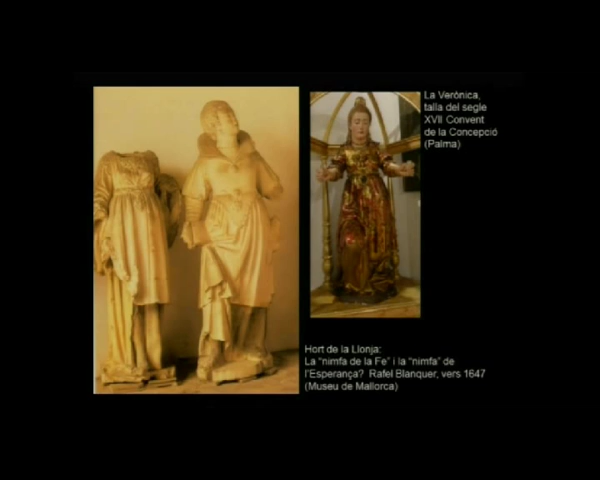 La Verònica,
talla del segle
XVII Convent
de la Concepció
(Palma)
Hort de la Llonja:
La "nimfa de la Fe" i la "nimfa" de
l'Esperança? Rafel Blanquer, vers 1647
(Museu de Mallorca)